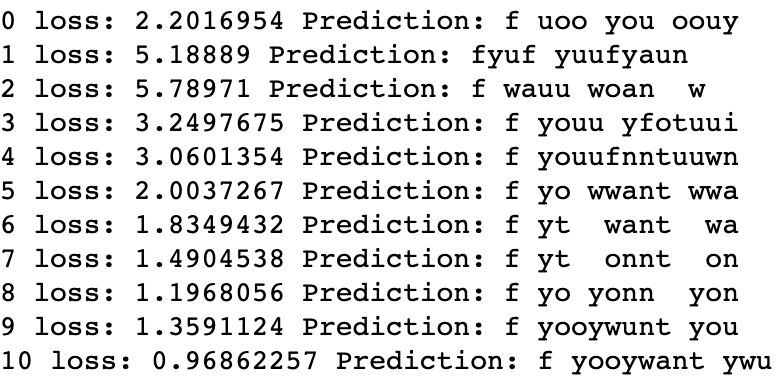 0 loss: 2.2016954 Prediction: f uoo you oouy
1 loss: 5.18889 Prediction: fyuf yuufyaun
2 loss: 5.78971 Prediction: f wauu woan  w
3 loss: 3.2497675 Prediction: f youu yfotuui
4 loss: 3.0601354 Prediction: f youufnntuuwn
5 loss: 2.0037267 Prediction: f yo wwant wwa
6 loss: 1.8349432 Prediction: f yt  want  wa
7 loss: 1.4904538 Prediction: f yt  onnt  on
8 loss: 1.1968056 Prediction: f yo yonn  yon
9 loss: 1.3591124 Prediction: f yooywunt you
10 loss: 0.96862257 Prediction: f yooywant ywu